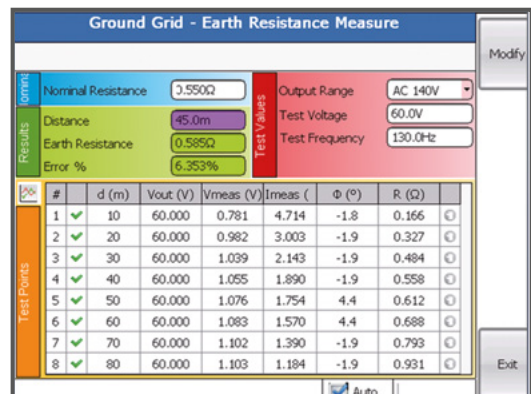 Ground Grid - Earth Resistance Measure
Modify
Nominal Resistance
.550Ω
Output Range
AC 140V
Test Values
Test Voltage
60.0V
Test Frequency
130.0Hz
Results
Distance
45.0m
Earth Resistance
0.585Ω
Error %
6.353%
# d (m) Vout (V) Vmeas (V) Imeas ( Φ (°) R (Ω)
1 10 60.000 0.781 4.714 -1.8 0.166
2 20 60.000 0.982 3.003 -1.9 0.327
3 30 60.000 1.039 2.143 -1.9 0.484
4 40 60.000 1.055 1.890 -1.9 0.558
5 50 60.000 1.076 1.754 4.4 0.612
6 60 60.000 1.083 1.570 4.4 0.688
7 70 60.000 1.102 1.390 -1.9 0.793
8 80 60.000 1.103 1.184 -1.9 0.931
Test Points
Auto
Exit